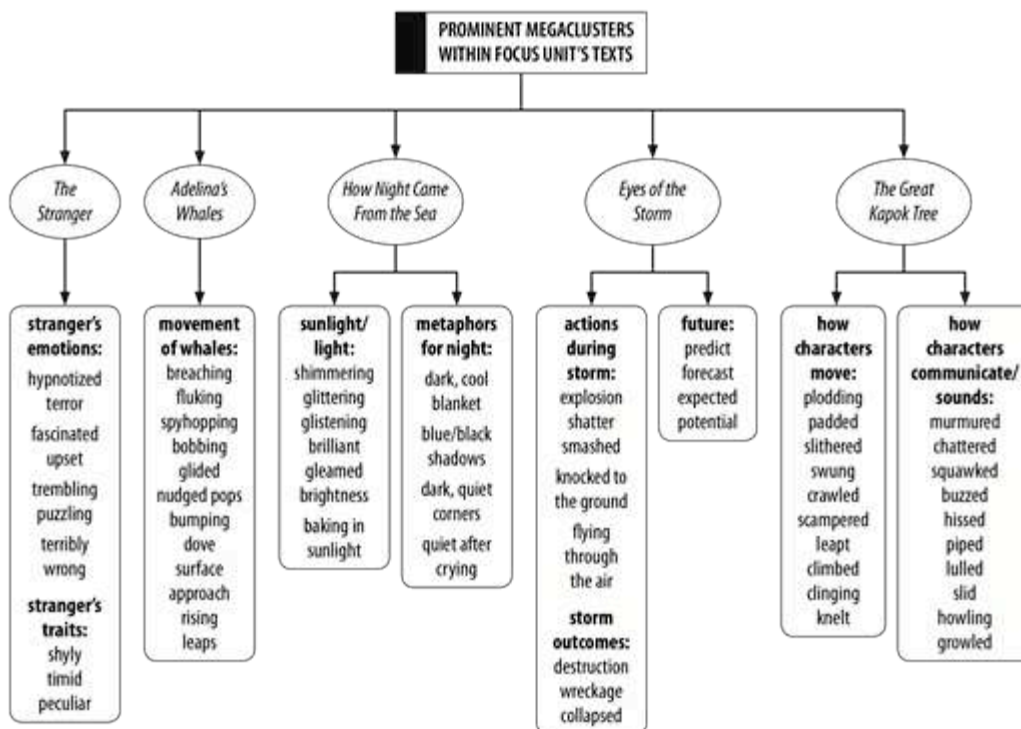 PROMINENT MEGACLUSTERS
WITHIN FOCUS UNIT'S TEXTS
The
Stranger
Adelina's
Whales
How Night Came
From the Sea
Eyes of the
Storm
The Great
Kapok Tree
stranger's
emotions:
hypnotized
terror
fascinated
upset
trembling
puzzling
terribly
wrong
stranger's
traits:
shyly
timid
peculiar
movement
of whales:
breaching
fluking
spyhopping
bobbing
glided
nudged pops
bumping
dove
surface
approach
rising
leaps
sunlight/
light:
shimmering
glittering
glistening
brilliant
gleamed
brightness
baking in
sunlight
metaphors
for night:
dark, cool
blanket
blue/black
shadows
dark, quiet
corners
quiet after
crying
actions
during
storm:
explosion
shatter
smashed
knocked to
the ground
flying
through
the air
storm
outcomes:
destruction
wreckage
collapsed
future:
predict
forecast
expected
potential
how
characters
move:
plodding
padded
slithered
swung
crawled
scampered
leapt
climbed
clinging
knelt
how
characters
communicate/
sounds:
murmured
chattered
squawked
buzzed
hissed
piped
lulled
slid
howling
growled